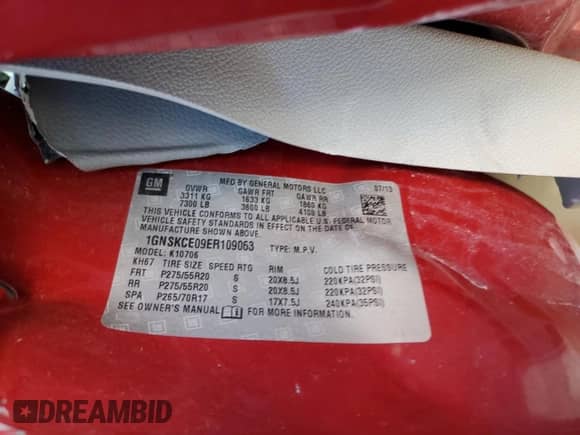 GM
MFD BY GENERAL MOTORS LLC
07/13
GVWR GAWR FRT GAWR RR
3311 KG 1633 KG 1860 KG
7300 LB 3600 LB 4100 LB
THIS VEHICLE CONFORMS TO ALL APPLICABLE U.S. FEDERAL MOTOR
VEHICLE SAFETY STANDARDS IN EFFECT ON THE DATE OF
MANUFACTURE SHOWN ABOVE.
1GNSKCE09ER109063 TYPE: M.P.V.
MODEL: K10706
KH67 TIRE SIZE SPEED RTG RIM COLD TIRE PRESSURE
FRT P275/55R20 S 20X8.5J 220KPA(32PSI)
RR P275/55R20 S 20X8.5J 220KPA(32PSI)
SPA P265/70R17 S 17X7.5J 240KPA(35PSI)
SEE OWNER'S MANUAL FOR MORE INFORMATION.
DREAMBID